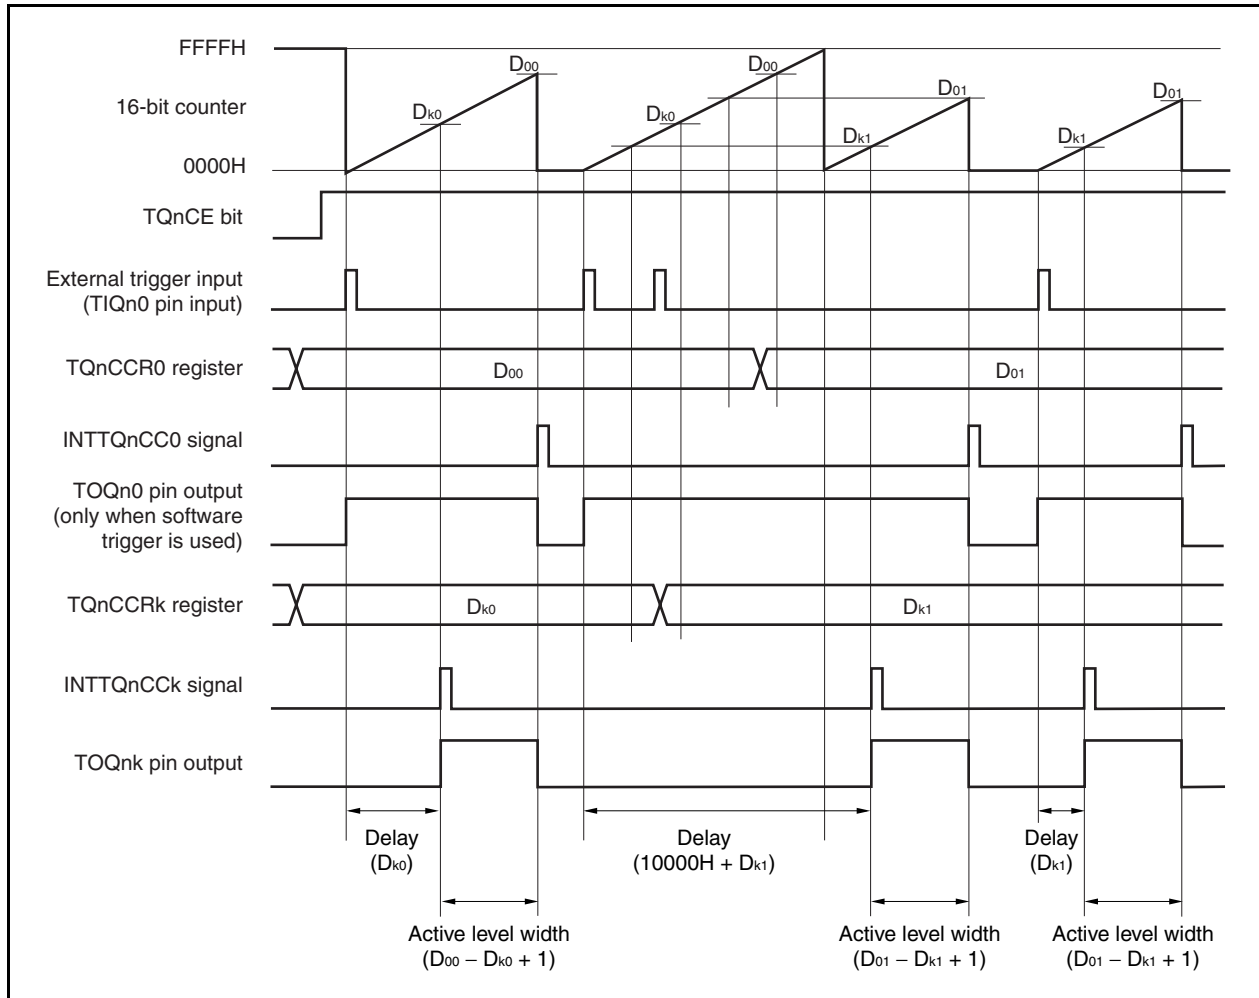 FFFFH
D00
D00
16-bit counter
Dk0
Dk0
D01
D01
Dk1
Dk1
0000H
TQnCE bit
External trigger input
(TIQn0 pin input)
TQnCCR0 register
D00
D01
INTTQnCC0 signal
TOQn0 pin output
(only when software
trigger is used)
TQnCCRk register
Dk0
Dk1
INTTQnCCk signal
TOQnk pin output
Delay
(Dk0)
Delay
(10000H + Dk1)
Delay
(Dk1)
Active level width
(D00 − Dk0 + 1)
Active level width
(D01 − Dk1 + 1)
Active level width
(D01 − Dk1 + 1)